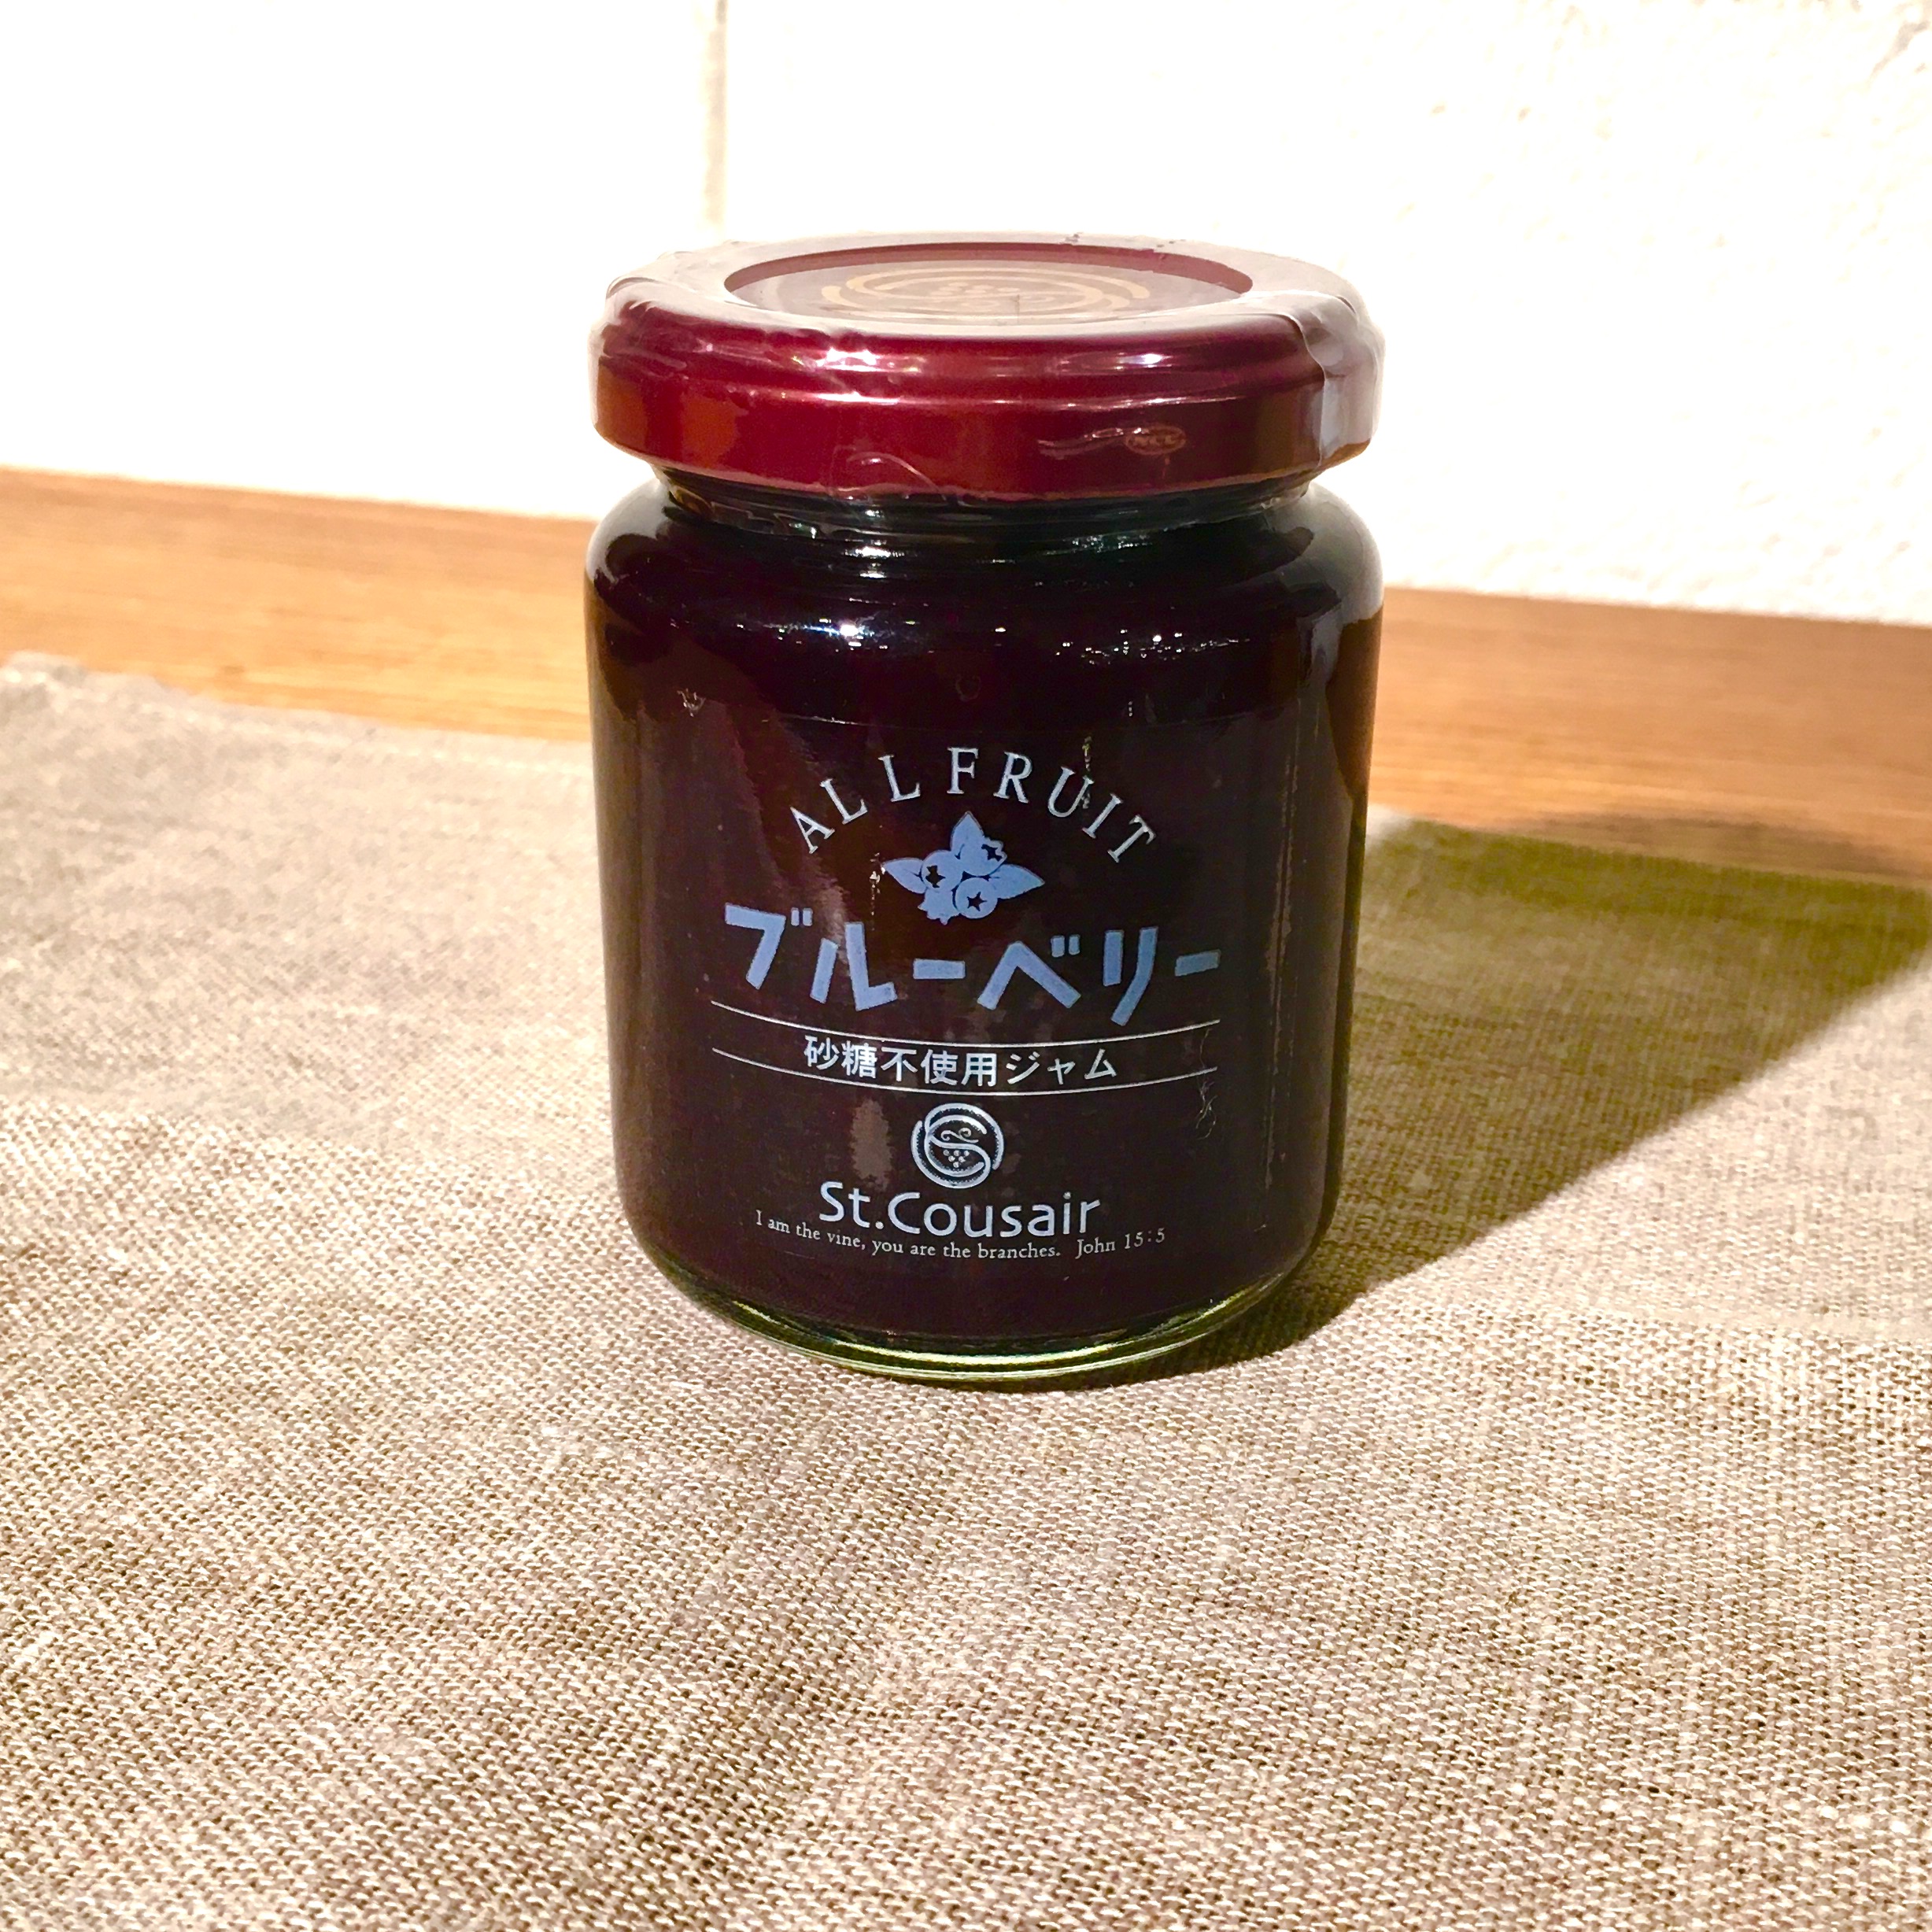 ALL FRUIT
ブルーベリー
砂糖不使用ジャム
St.Cousair
I am the vine, you are the branches. John 15:5